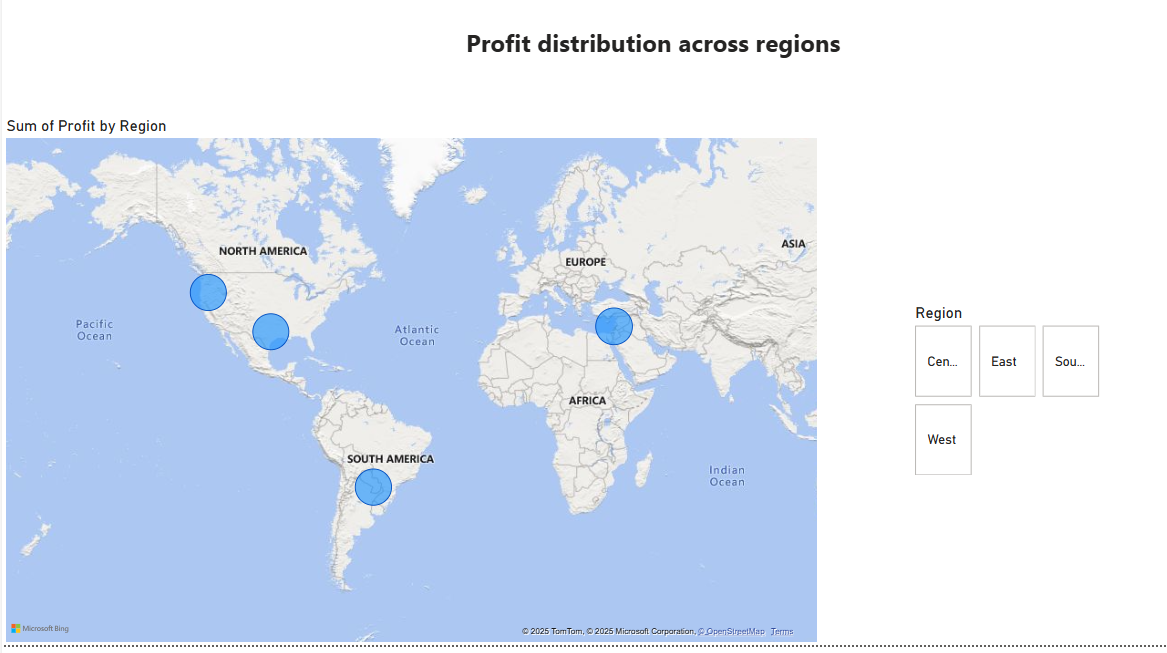 Profit distribution across regions
Sum of Profit by Region
NORTH AMERICA
EUROPE
ASIA
Pacific
Ocean
Atlantic
Ocean
AFRICA
SOUTH AMERICA
Indian
Ocean
Microsoft Bing
© 2025 TomTom, © 2025 Microsoft Corporation, © OpenStreetMap Terms
Region
Cen...
East
Sou...
West